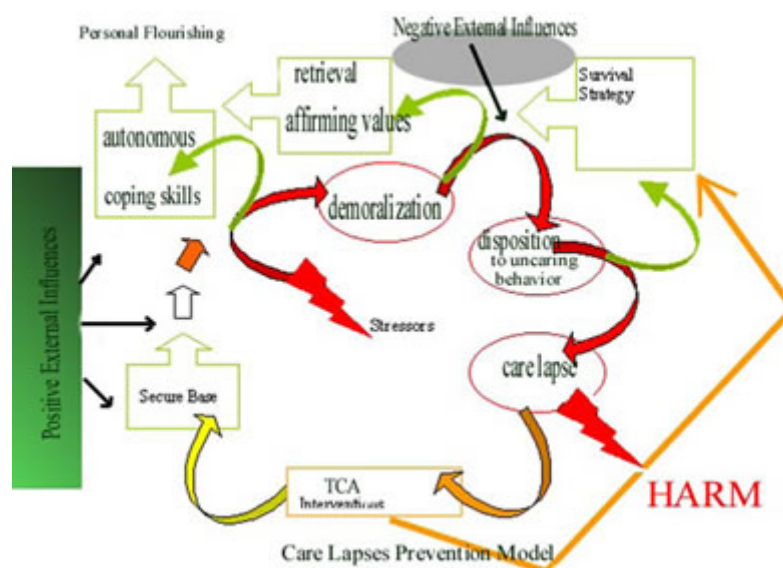 Personal Flourishing
Negative External Influences
retrieval
affirming values
Survival
Strategy
autonomous
coping skills
demoralization
disposition
to uncaring
behavior
Positive External Influences
Stressors
care lapse
Secure Base
TCA
Interventions
HARM
Care Lapses Prevention Model